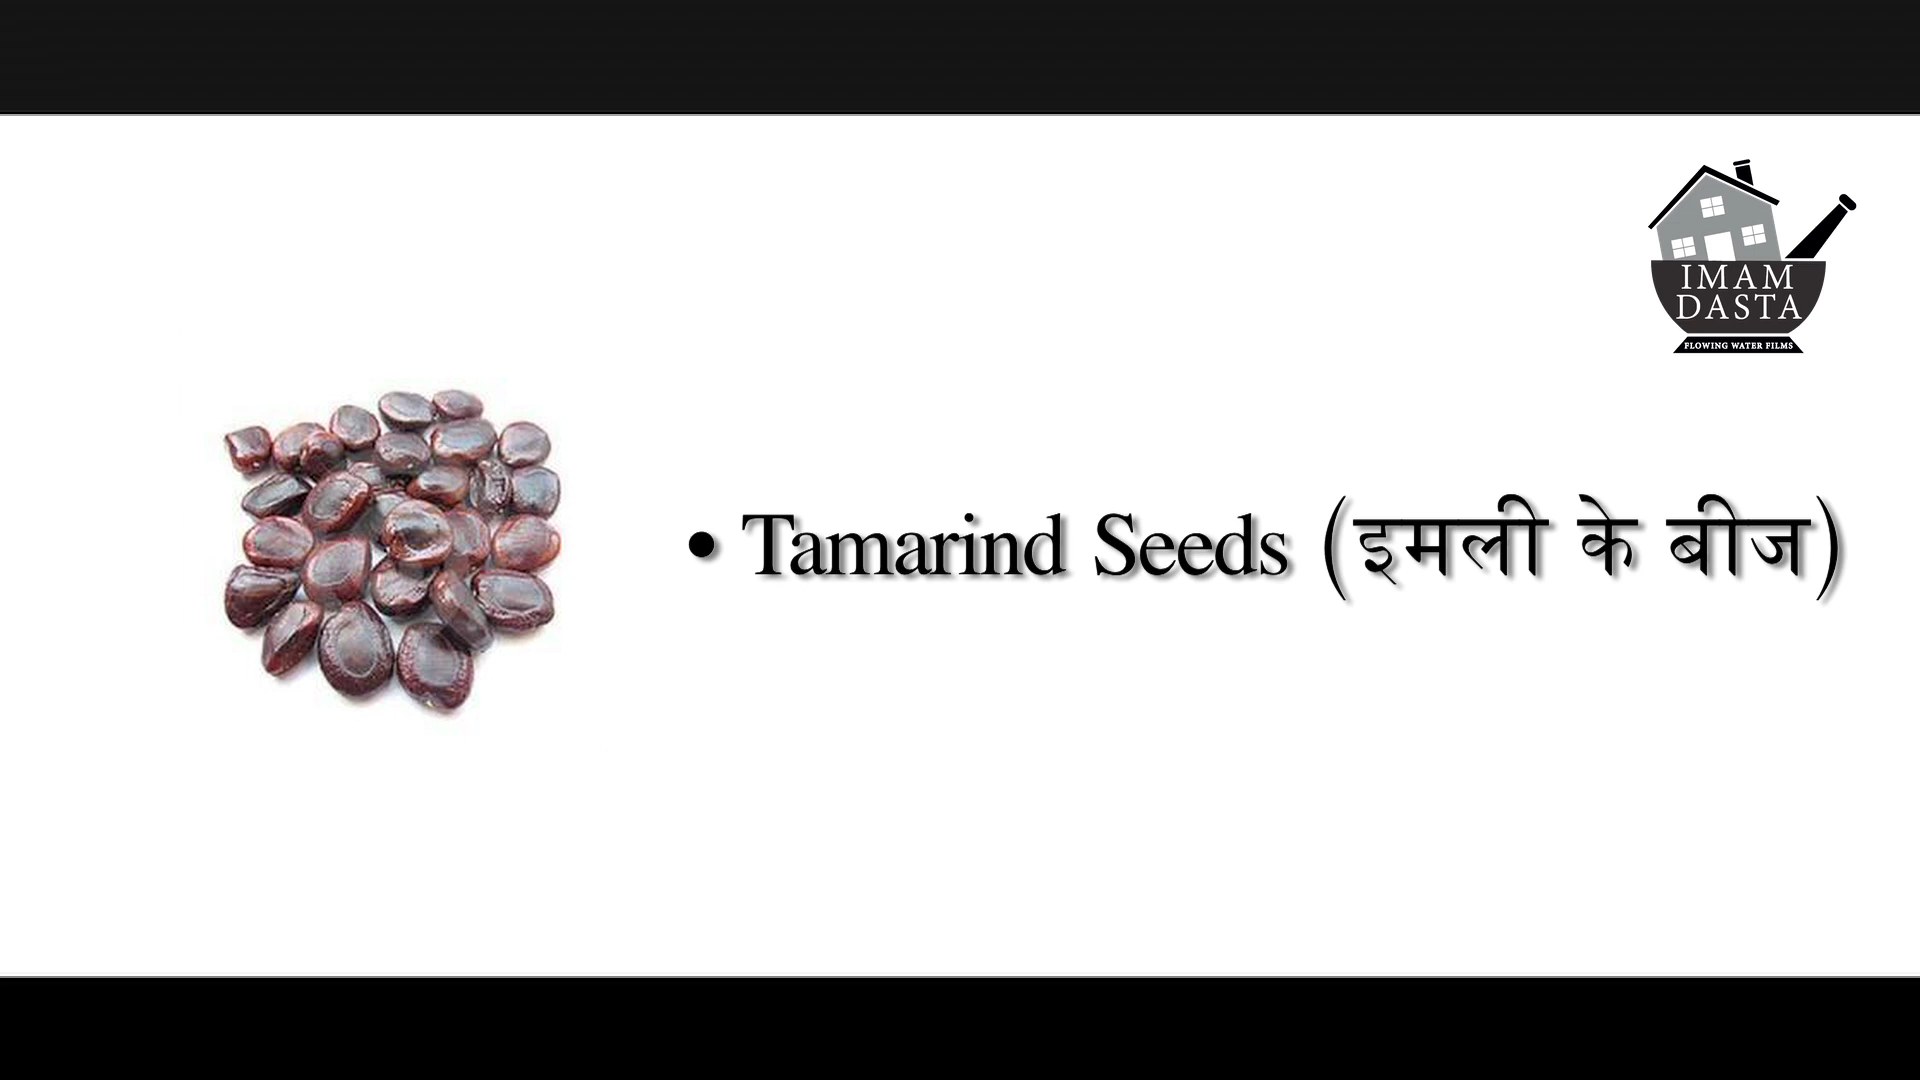 IMAM
DASTA
FLOWING WATER FILMS
• Tamarind Seeds (इमली के बीज)